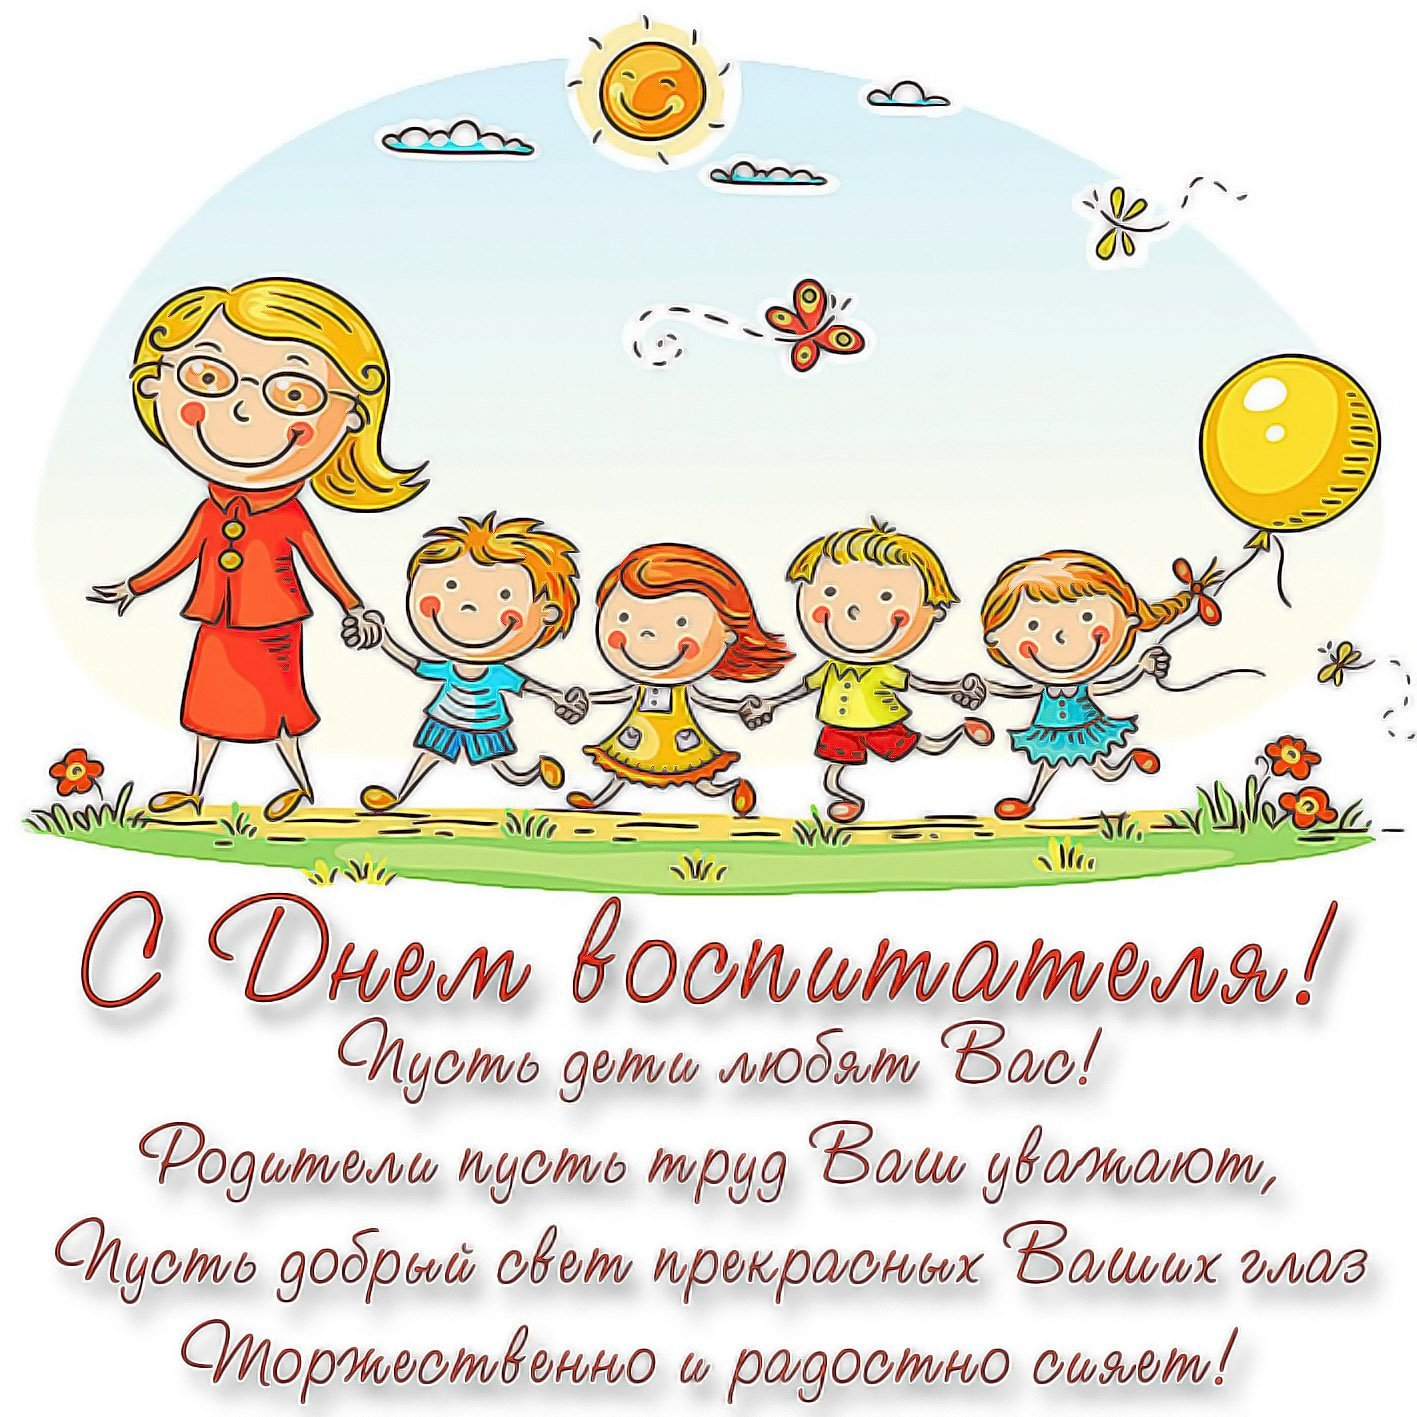 С Днем воспитателя!
Пусть дети любят Вас!
Родители пусть труд Ваш уважают,
Пусть добрый свет прекрасных Ваших глаз
Торжественно и радостно сияет!